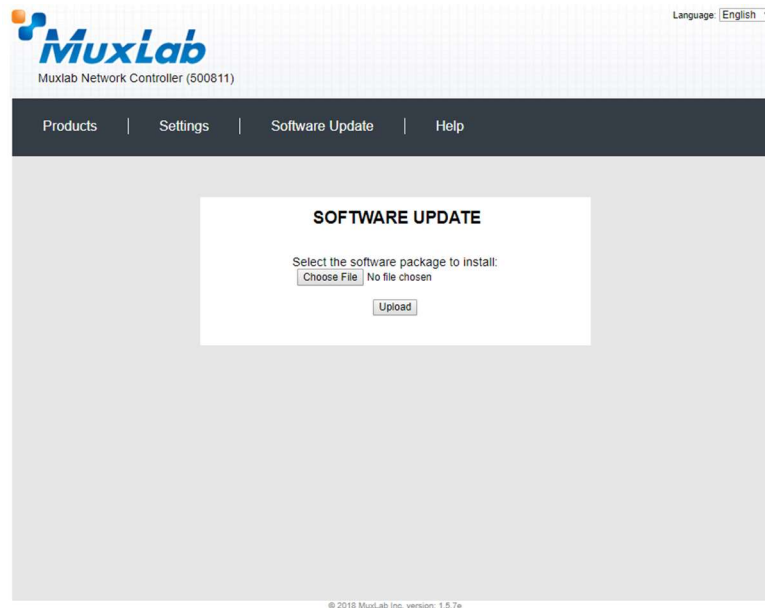 Language: English
MuxLab
Muxlab Network Controller (500811)
Products | Settings | Software Update | Help
SOFTWARE UPDATE
Select the software package to install:
Choose File No file chosen
Upload
© 2018 MuxLab Inc. version: 1.5.7e